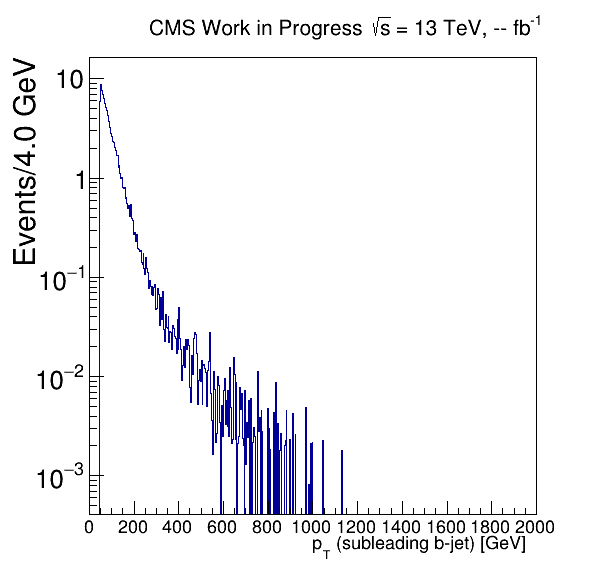 CMS Work in Progress √s = 13 TeV, -- fb⁻¹
Events/4.0 GeV
10
1
10⁻¹
10⁻²
10⁻³
0 200 400 600 800 1000 1200 1400 1600 1800 2000
p_T (subleading b-jet) [GeV]